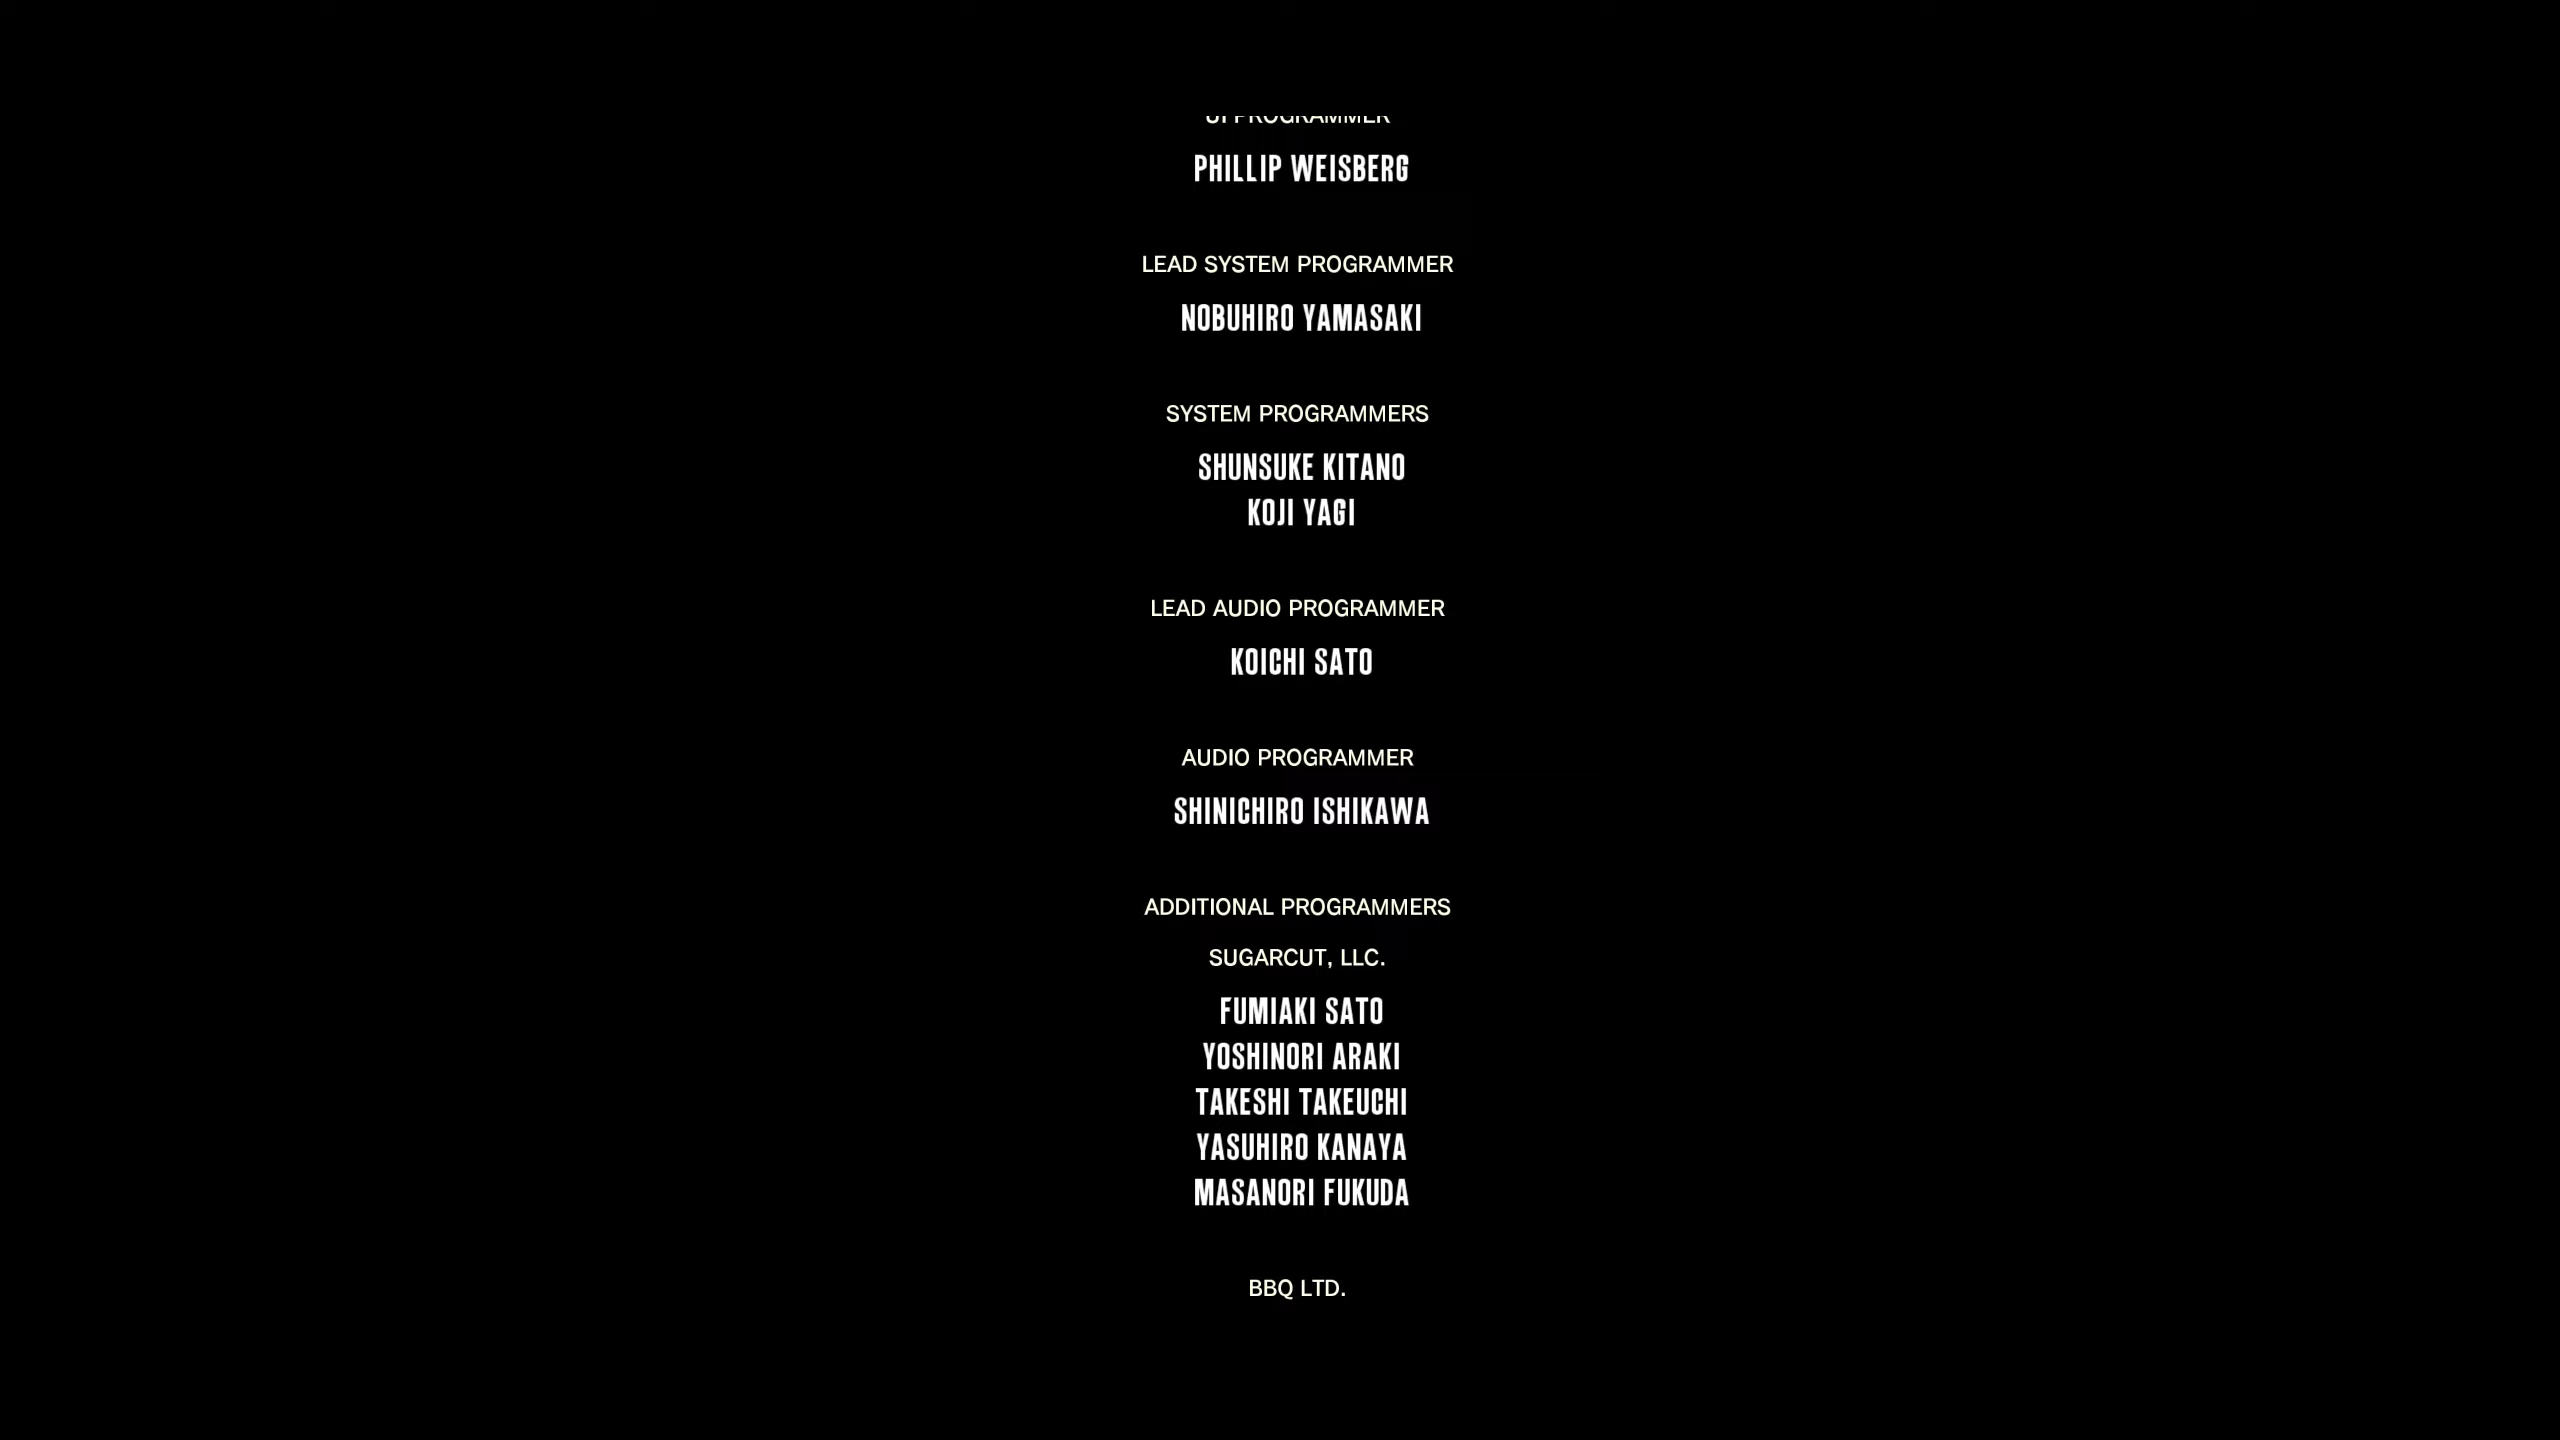 UI PROGRAMMER
PHILLIP WEISBERG
LEAD SYSTEM PROGRAMMER
NOBUHIRO YAMASAKI
SYSTEM PROGRAMMERS
SHUNSUKE KITANO
KOJI YAGI
LEAD AUDIO PROGRAMMER
KOICHI SATO
AUDIO PROGRAMMER
SHINICHIRO ISHIKAWA
ADDITIONAL PROGRAMMERS
SUGARCUT, LLC.
FUMIAKI SATO
YOSHINORI ARAKI
TAKESHI TAKEUCHI
YASUHIRO KANAYA
MASANORI FUKUDA
BBQ LTD.